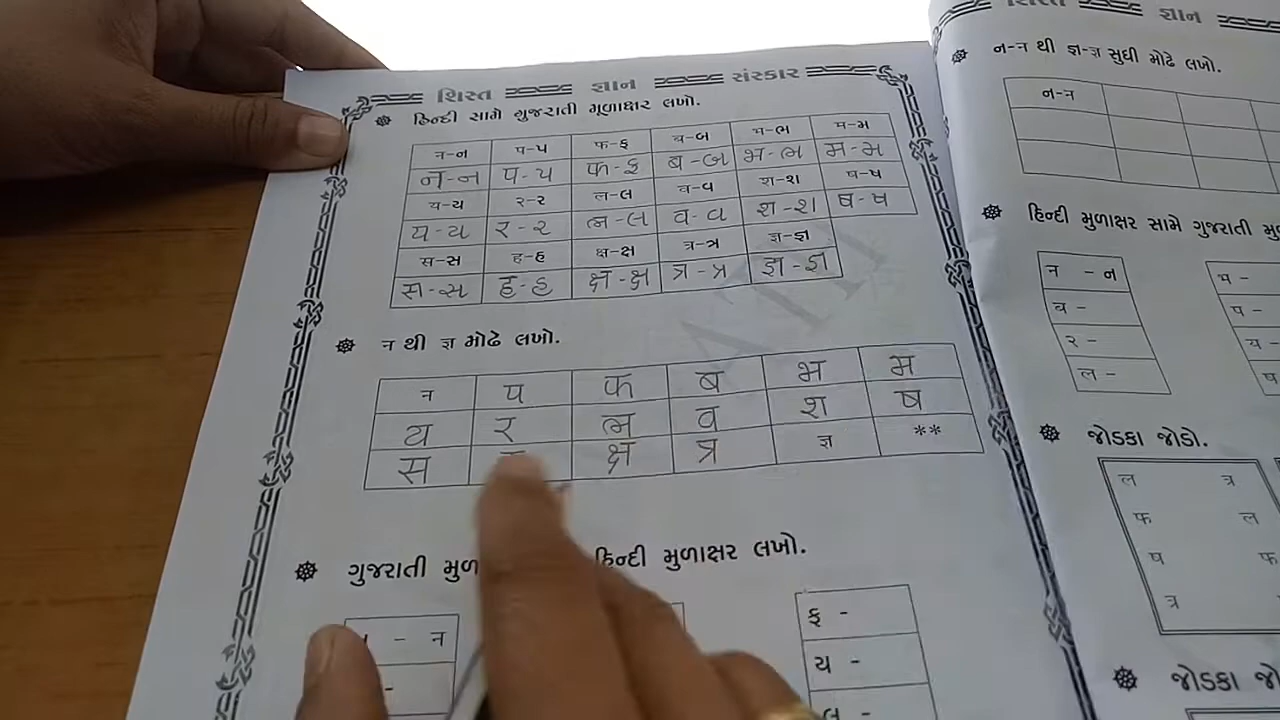 શિસ્ત જ્ઞાન સંસ્કાર
હિન્દી સામે ગુજરાતી મૂળાક્ષર લખો.
न-ન प-પ फ-ફ ब-બ भ-ભ म-મ
न-ન प-પ फ-ફ ब-બ भ-ભ म-મ
य-ય र-ર ल-લ व-વ श-શ ष-ષ
य-ય र-ર ल-લ व-વ श-શ ष-ષ
स-સ ह-હ क्ष-ક્ષ त्र-ત્ર ज्ञ-જ્ઞ
स-સ ह-હ क्ष-ક્ષ त्र-ત્ર ज्ञ-જ્ઞ
न થી ज्ञ મોઢે લખો.
न प फ ब भ म
य र ल व श ष
स क्ष त्र ज्ञ **
ગુજરાતી હિન્દી મુળાક્ષર લખો.
- न
-
ફ -
ય -
લ -
જ્ઞાન
ન-न થી જ્ઞ-ज्ञ સુધી મોઢે લખો.
ન-न
હિન્દી મુળાક્ષર સામે ગુજરાતી
न - ન
व -
र -
ल -
भ -
प -
य -
ष
જોડકા જોડો.
ल ત્ર
फ લ
ष ફ
त्र
જોડકા